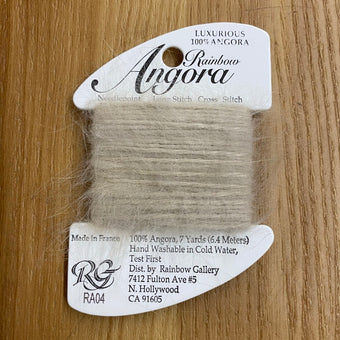 LUXURIOUS
100% ANGORA
Rainbow
Angora
Needlepoint Long Stitch Cross Stitch
Made in France
100% Angora, 7 Yards (6.4 Meters)
Hand Washable in Cold Water,
Test First
Dist. by Rainbow Gallery
7412 Fulton Ave #5
N. Hollywood
CA 91605
RG
RA04